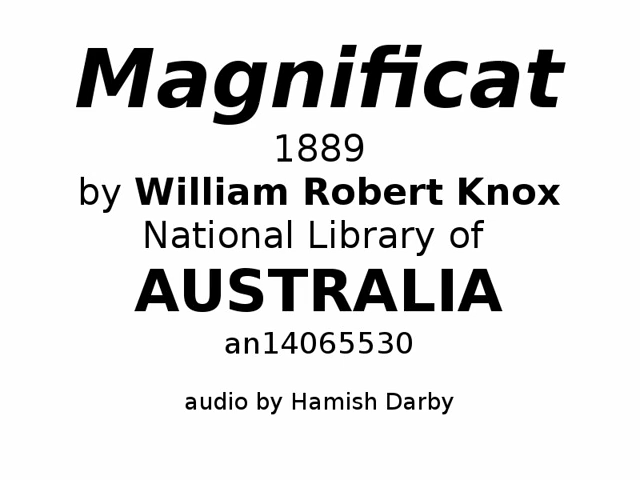 Magnificat
1889
by William Robert Knox
National Library of
AUSTRALIA
an14065530
audio by Hamish Darby